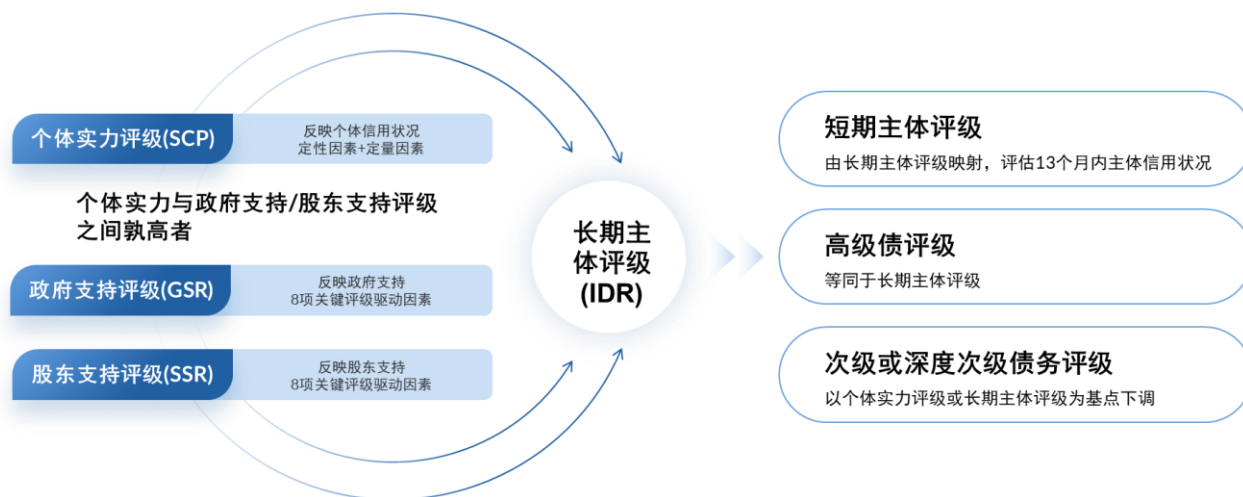 个体实力评级(SCP)
反映个体信用状况
定性因素+定量因素
个体实力与政府支持/股东支持评级
之间孰高者
政府支持评级(GSR)
反映政府支持
8项关键评级驱动因素
股东支持评级(SSR)
反映股东支持
8项关键评级驱动因素
长期主
体评级
(IDR)
短期主体评级
由长期主体评级映射，评估13个月内主体信用状况
高级债评级
等同于长期主体评级
次级或深度次级债务评级
以个体实力评级或长期主体评级为基点下调